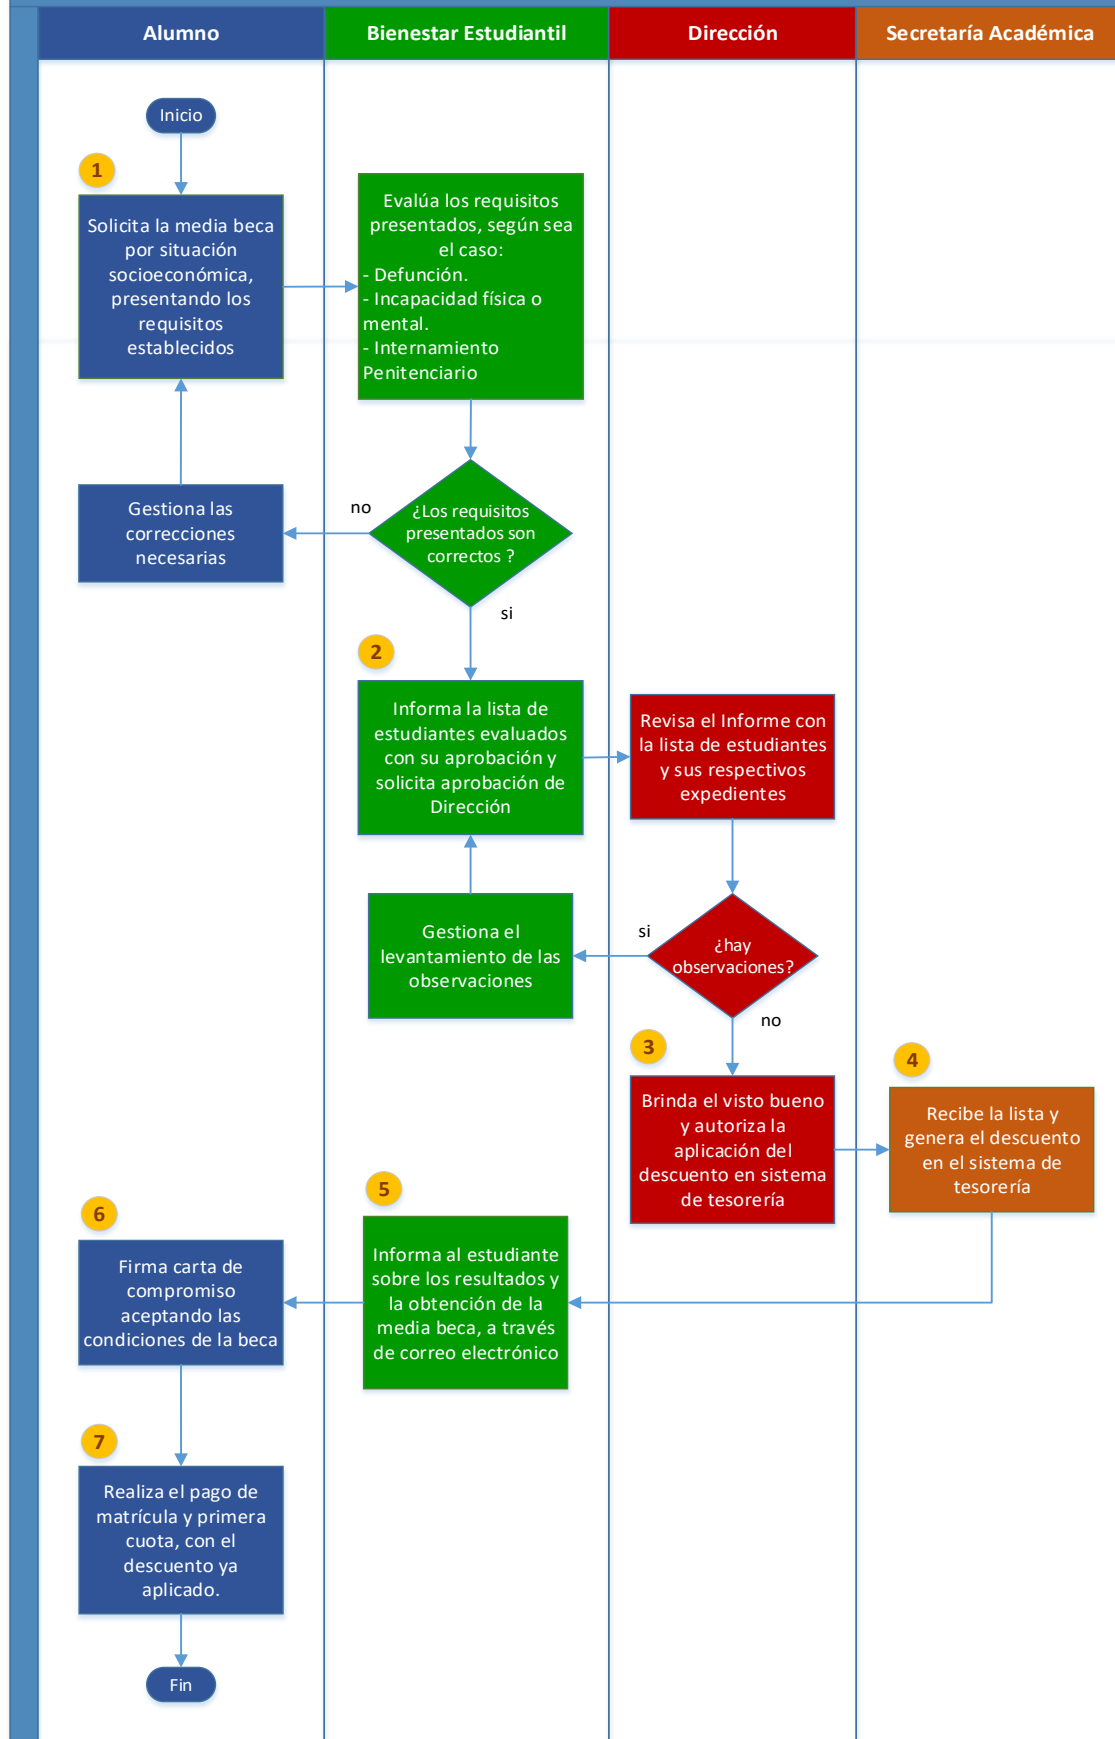 Alumno
Bienestar Estudiantil
Dirección
Secretaría Académica
Inicio
1
Solicita la media beca
por situación
socioeconómica,
presentando los
requisitos
establecidos
Evalúa los requisitos
presentados, según sea
el caso:
- Defunción.
- Incapacidad física o
mental.
- Internamiento
Penitenciario
¿Los requisitos
presentados son
correctos ?
no
Gestiona las
correcciones
necesarias
si
2
Informa la lista de
estudiantes evaluados
con su aprobación y
solicita aprobación de
Dirección
Revisa el Informe con
la lista de estudiantes
y sus respectivos
expedientes
¿hay
observaciones?
si
Gestiona el
levantamiento de las
observaciones
no
3
Brinda el visto bueno
y autoriza la
aplicación del
descuento en sistema
de tesorería
4
Recibe la lista y
genera el descuento
en el sistema de
tesorería
5
Informa al estudiante
sobre los resultados y
la obtención de la
media beca, a través
de correo electrónico
6
Firma carta de
compromiso
aceptando las
condiciones de la beca
7
Realiza el pago de
matrícula y primera
cuota, con el
descuento ya
aplicado.
Fin